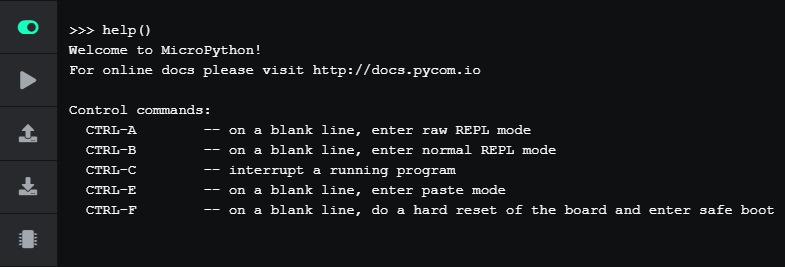 >>> help()
Welcome to MicroPython!
For online docs please visit http://docs.pycom.io
Control commands:
CTRL-A -- on a blank line, enter raw REPL mode
CTRL-B -- on a blank line, enter normal REPL mode
CTRL-C -- interrupt a running program
CTRL-E -- on a blank line, enter paste mode
CTRL-F -- on a blank line, do a hard reset of the board and enter safe boot